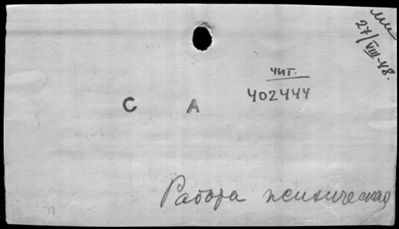 27/VIII-48.
чит.
402444
С А
Работа психическая